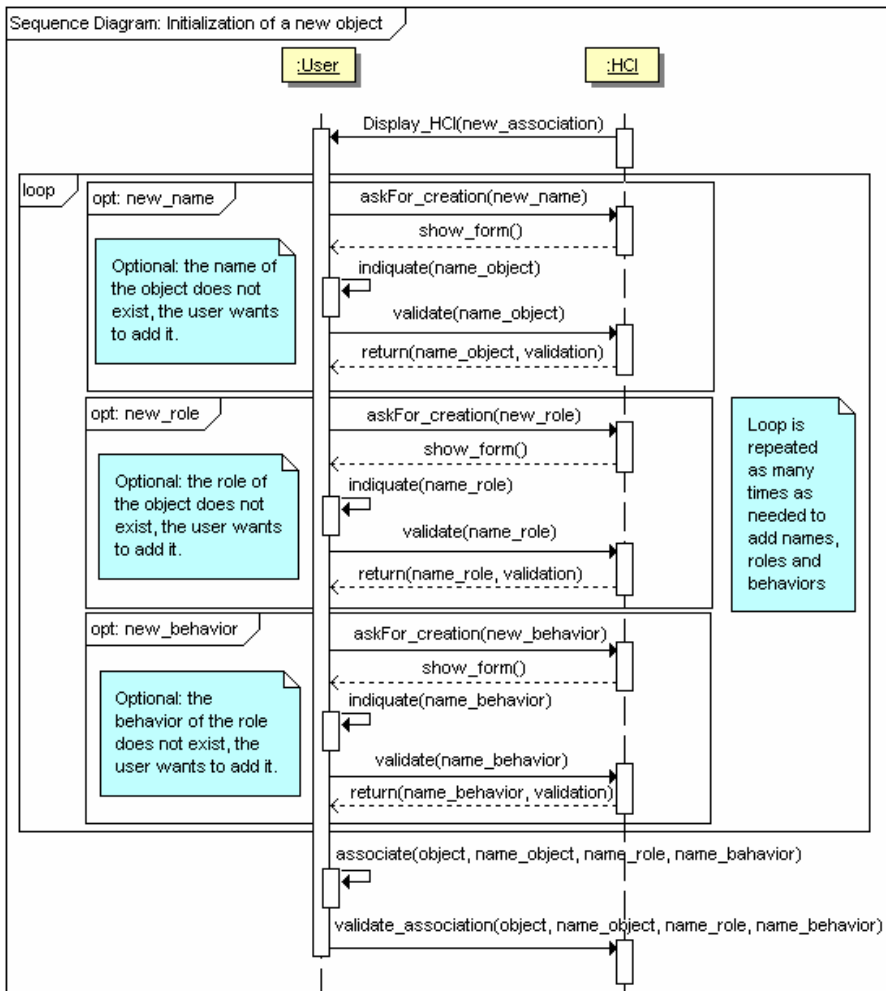 Sequence Diagram: Initialization of a new object
:User
:HCI
Display_HCI(new_association)
loop
opt: new_name
askFor_creation(new_name)
show_form()
Optional: the name of
the object does not
exist, the user wants
to add it.
indiquate(name_object)
validate(name_object)
return(name_object, validation)
opt: new_role
askFor_creation(new_role)
show_form()
Optional: the role of
the object does not
exist, the user wants
to add it.
indiquate(name_role)
validate(name_role)
return(name_role, validation)
Loop is
repeated
as many
times as
needed to
add names,
roles and
behaviors
opt: new_behavior
askFor_creation(new_behavior)
show_form()
Optional: the
behavior of the role
does not exist, the
user wants to add it.
indiquate(name_behavior)
validate(name_behavior)
return(name_behavior, validation)
associate(object, name_object, name_role, name_bahavior)
validate_association(object, name_object, name_role, name_behavior)